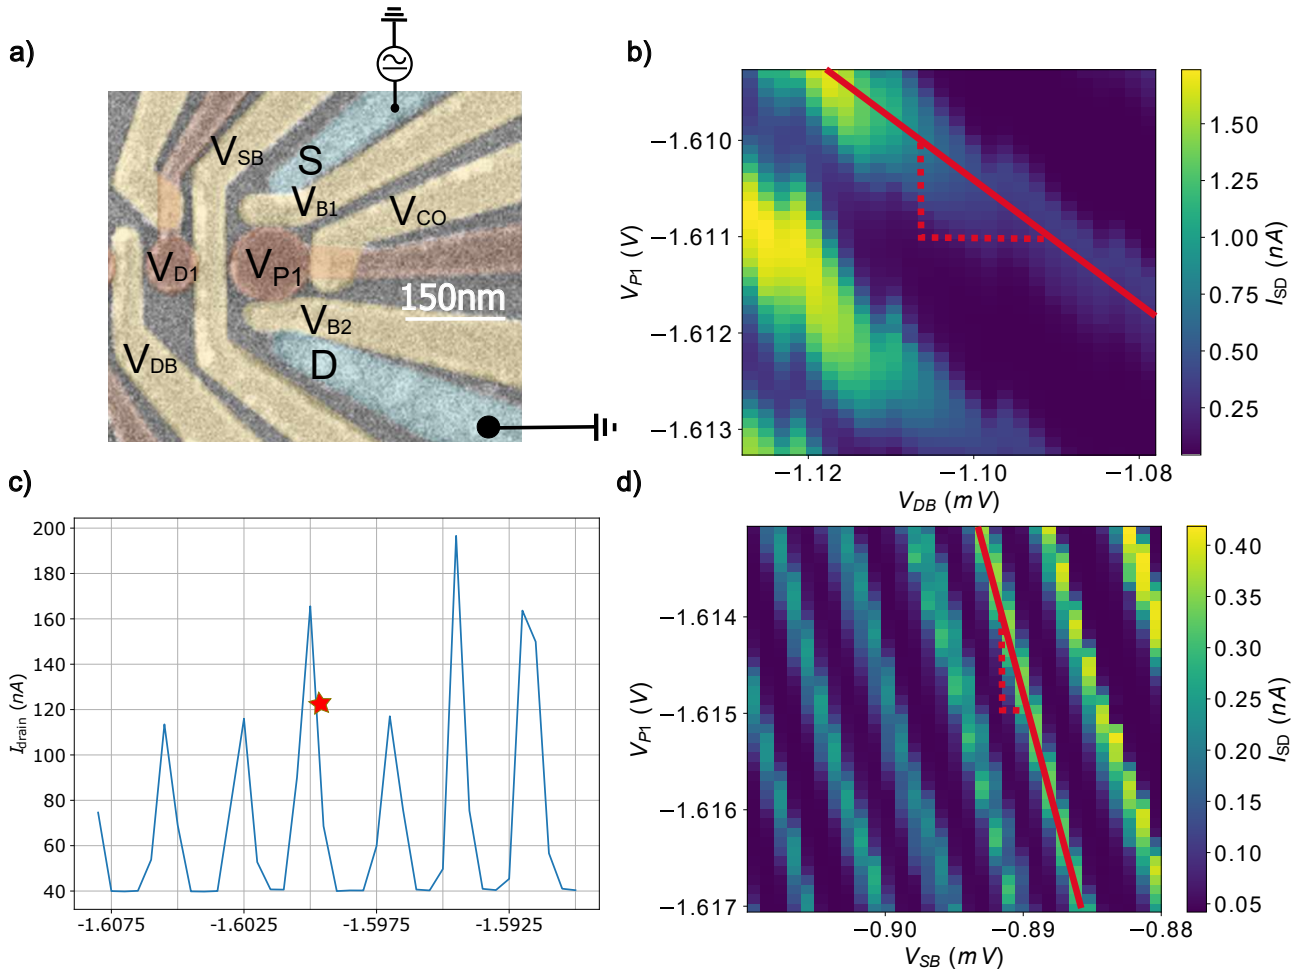 a)
V_SB
S
V_B1
V_CO
V_D1
V_P1
150nm
V_B2
V_DB
D
b)
−1.610
−1.611
−1.612
−1.613
V_P1 (V)
−1.12
−1.10
−1.08
V_DB (mV)
1.50
1.25
1.00
0.75
0.50
0.25
I_SD (nA)
c)
200
180
160
140
120
100
80
60
40
I_drain (nA)
-1.6075
-1.6025
-1.5975
-1.5925
d)
−1.614
−1.615
−1.616
−1.617
V_P1 (V)
-0.90
-0.89
-0.88
V_SB (mV)
0.40
0.35
0.30
0.25
0.20
0.15
0.10
0.05
I_SD (nA)